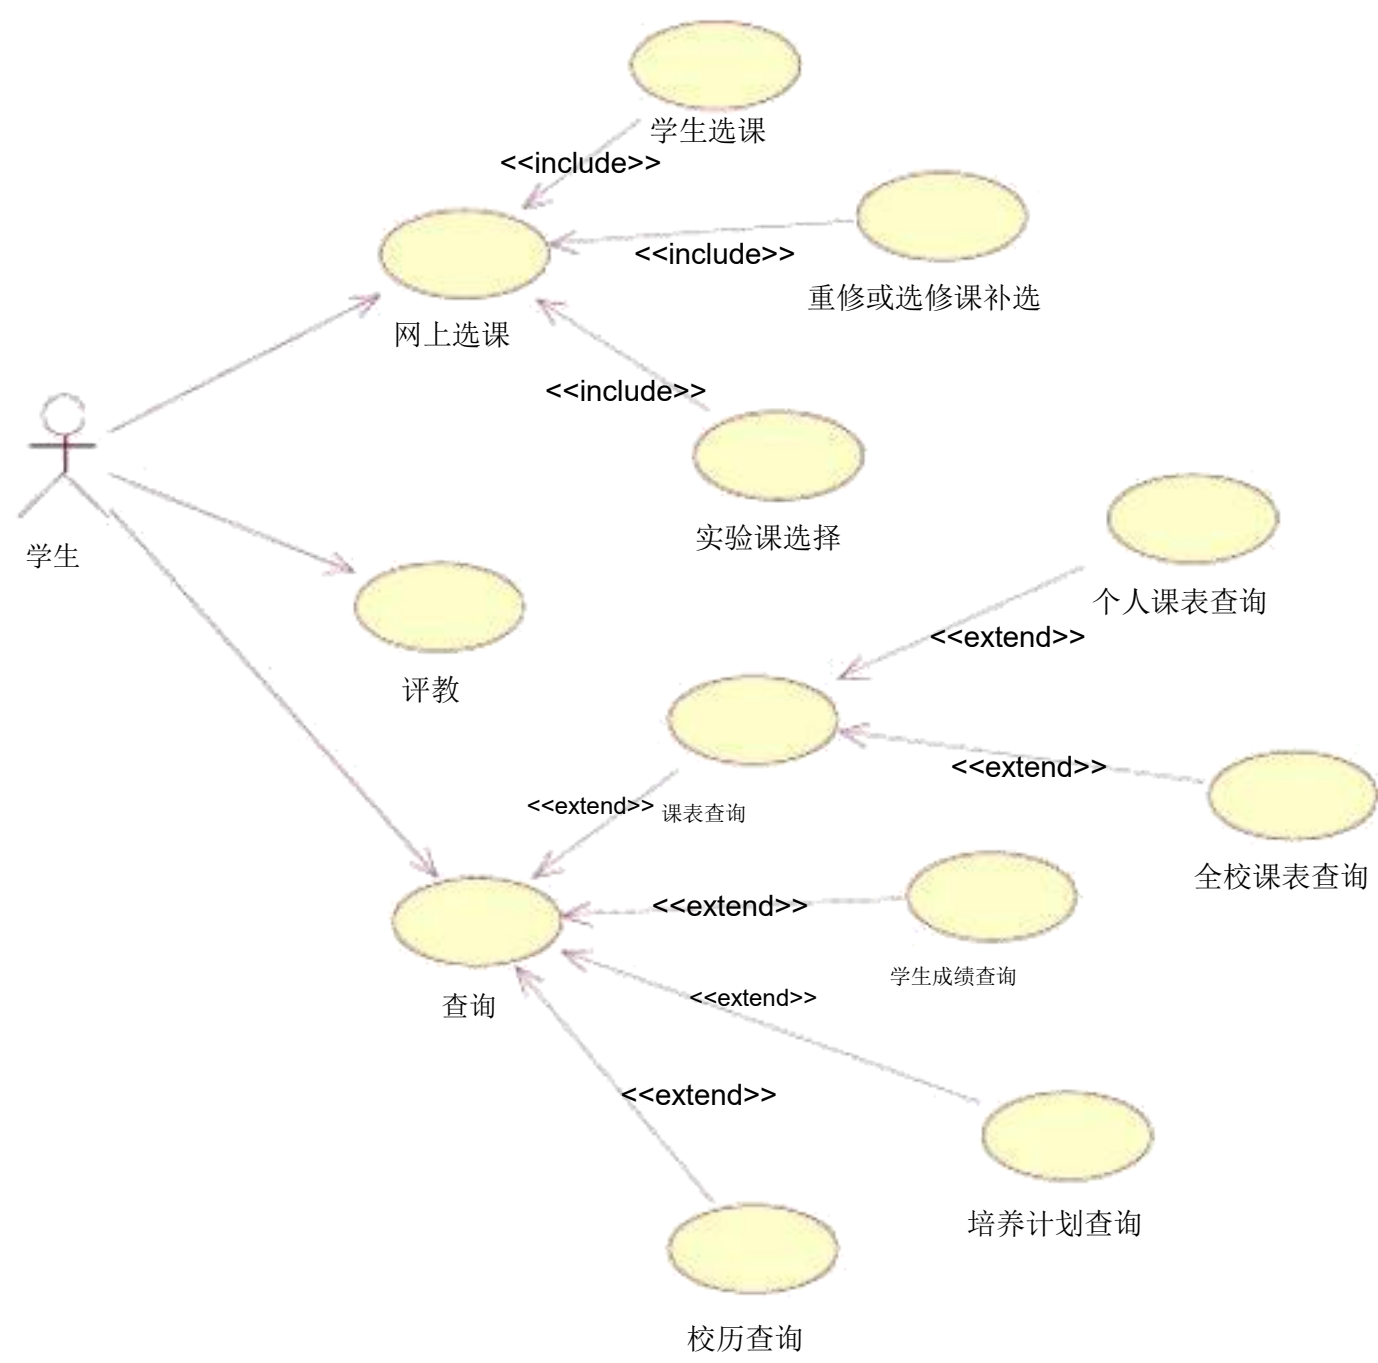 学生选课
<<include>>
<<include>>
重修或选修课补选
网上选课
<<include>>
实验课选择
学生
个人课表查询
<<extend>>
评教
<<extend>>
<<extend>> 课表查询
全校课表查询
<<extend>>
学生成绩查询
<<extend>>
查询
<<extend>>
培养计划查询
校历查询